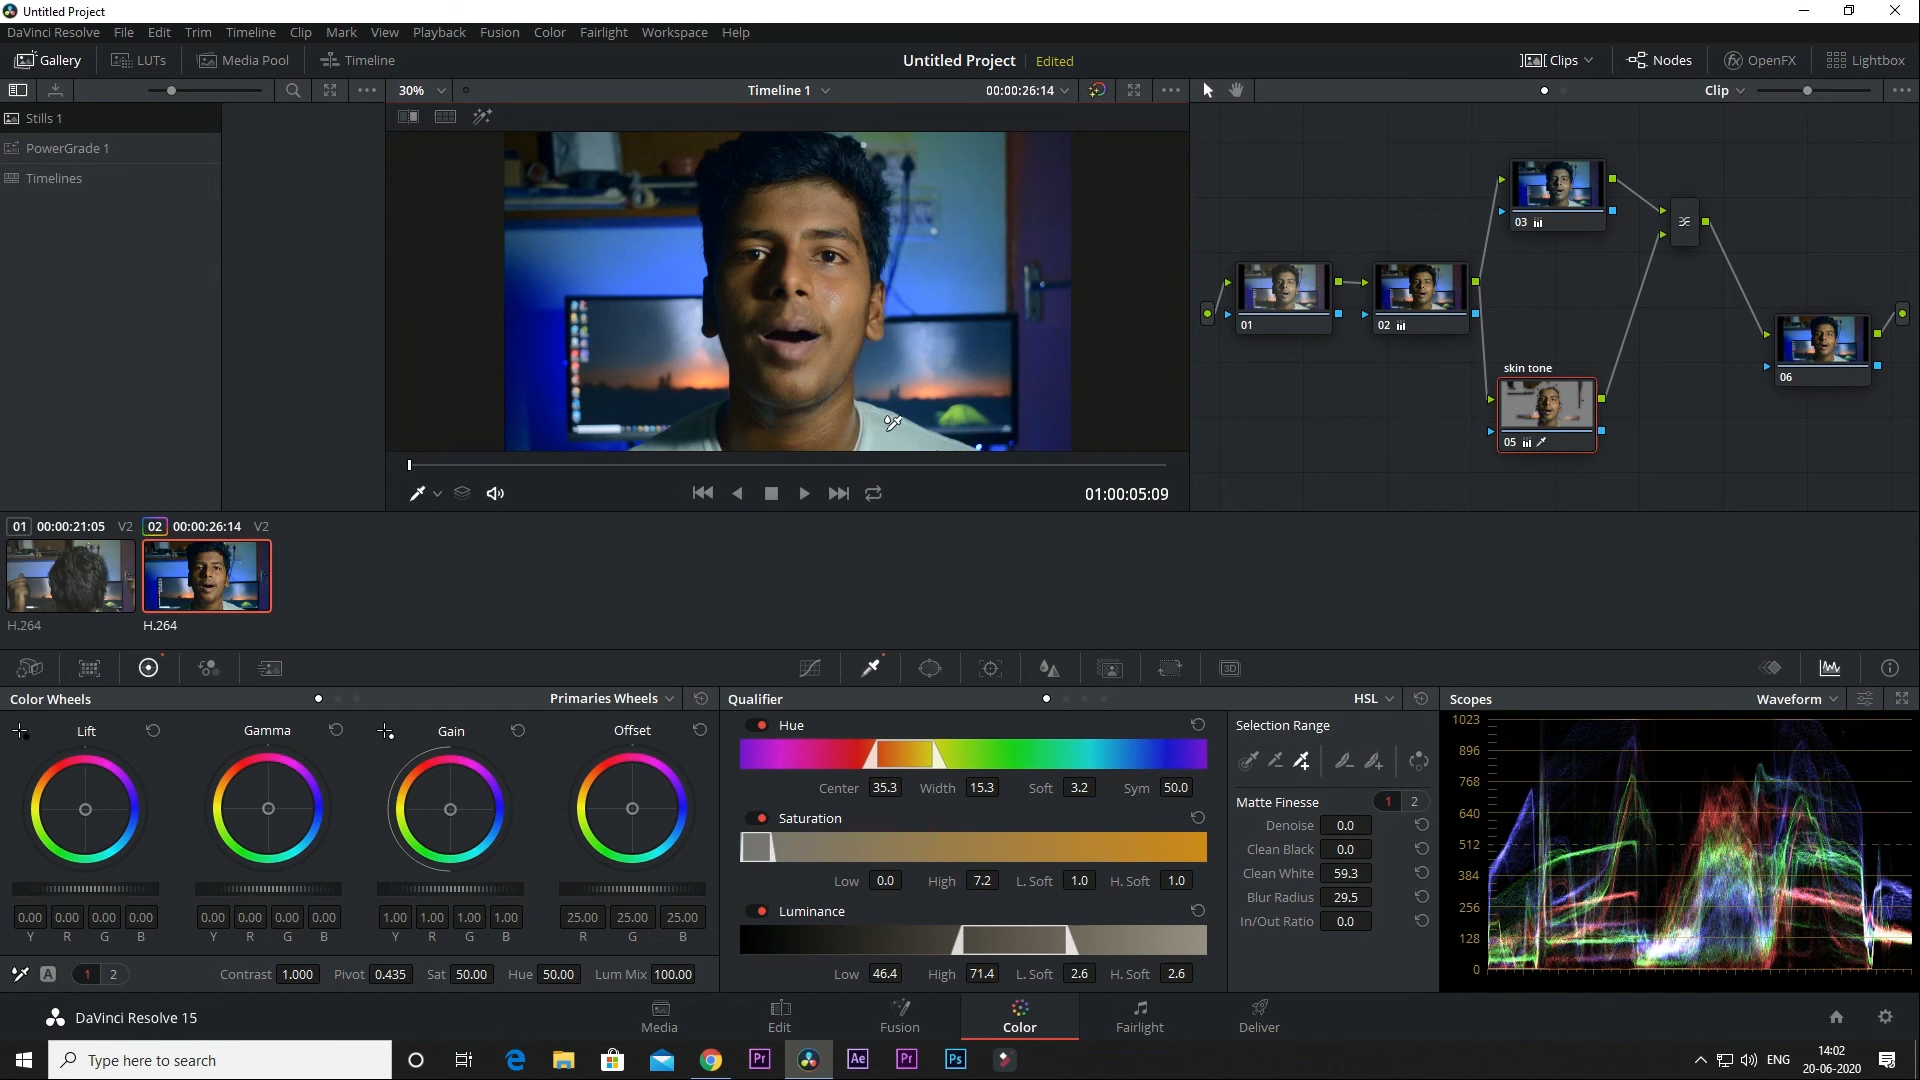 Untitled Project
DaVinci Resolve File Edit Trim Timeline Clip Mark View Playback Fusion Color Fairlight Workspace Help
Gallery LUTs Media Pool Timeline Untitled Project Edited Clips Nodes OpenFX Lightbox
30% Timeline 1 00:00:26:14 Clip
Stills 1
PowerGrade 1
Timelines
03
01
02
06
skin tone
05
01:00:05:09
01 00:00:21:05 V2 02 00:00:26:14 V2
H.264 H.264
3D
Color Wheels Primaries Wheels Qualifier HSL Scopes Waveform
Lift Gamma Gain Offset
0.00 0.00 0.00 0.00 0.00 0.00 0.00 0.00 1.00 1.00 1.00 1.00 25.00 25.00 25.00
Y R G B Y R G B Y R G B R G B
A 1 2 Contrast 1.000 Pivot 0.435 Sat 50.00 Hue 50.00 Lum Mix 100.00
Hue
Center 35.3 Width 15.3 Soft 3.2 Sym 50.0
Saturation
Low 0.0 High 7.2 L. Soft 1.0 H. Soft 1.0
Luminance
Low 46.4 High 71.4 L. Soft 2.6 H. Soft 2.6
Selection Range
Matte Finesse 1 2
Denoise 0.0
Clean Black 0.0
Clean White 59.3
Blur Radius 29.5
In/Out Ratio 0.0
1023
896
768
640
512
384
256
128
0
DaVinci Resolve 15 Media Edit Fusion Color Fairlight Deliver
Type here to search Pr Ae Pr Ps ENG 14:02
20-06-2020